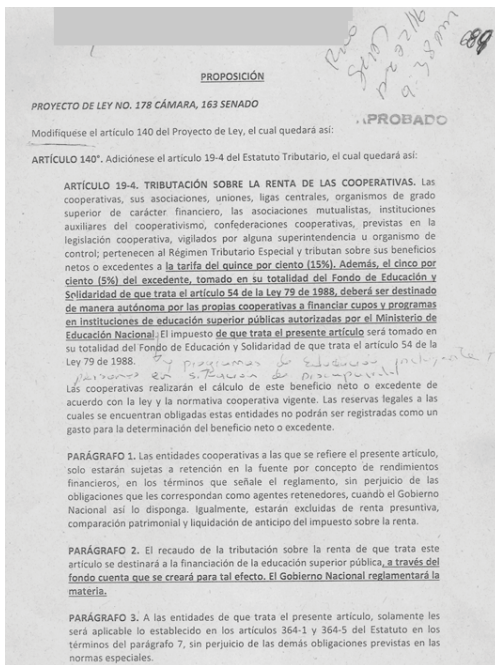 689
PROPOSICIÓN
PROYECTO DE LEY NO. 178 CÁMARA, 163 SENADO
APROBADO
Modifíquese el artículo 140 del Proyecto de Ley, el cual quedará así:
ARTÍCULO 140°. Adiciónese el artículo 19-4 del Estatuto Tributario, el cual quedará así:
ARTÍCULO 19-4. TRIBUTACIÓN SOBRE LA RENTA DE LAS COOPERATIVAS. Las
cooperativas, sus asociaciones, uniones, ligas centrales, organismos de grado
superior de carácter financiero, las asociaciones mutualistas, instituciones
auxiliares del cooperativismo, confederaciones cooperativas, previstas en la
legislación cooperativa, vigilados por alguna superintendencia u organismo de
control; pertenecen al Régimen Tributario Especial y tributan sobre sus beneficios
netos o excedentes a la tarifa del quince por ciento (15%). Además, el cinco por
ciento (5%) del excedente, tomado en su totalidad del Fondo de Educación y
Solidaridad de que trata el artículo 54 de la Ley 79 de 1988, deberá ser destinado
de manera autónoma por las propias cooperativas a financiar cupos y programas
en instituciones de educación superior públicas autorizadas por el Ministerio de
Educación Nacional. El impuesto de que trata el presente artículo será tomado en
su totalidad del Fondo de Educación y Solidaridad de que trata el artículo 54 de la
Ley 79 de 1988. y programas de Educación
personas en situación de discapacidad
Las cooperativas realizarán el cálculo de este beneficio neto o excedente de
acuerdo con la ley y la normativa cooperativa vigente. Las reservas legales a las
cuales se encuentran obligadas estas entidades no podrán ser registradas como un
gasto para la determinación del beneficio neto o excedente.
PARÁGRAFO 1. Las entidades cooperativas a las que se refiere el presente artículo,
solo estarán sujetas a retención en la fuente por concepto de rendimientos
financieros, en los términos que señale el reglamento, sin perjuicio de las
obligaciones que les correspondan como agentes retenedores, cuando el Gobierno
Nacional así lo disponga. Igualmente, estarán excluidas de renta presuntiva,
comparación patrimonial y liquidación de anticipo del impuesto sobre la renta.
PARÁGRAFO 2. El recaudo de la tributación sobre la renta de que trata este
artículo se destinará a la financiación de la educación superior pública, a través del
fondo cuenta que se creará para tal efecto. El Gobierno Nacional reglamentará la
materia.
PARÁGRAFO 3. A las entidades de que trata el presente artículo, solamente les
será aplicable lo establecido en los artículos 364-1 y 364-5 del Estatuto en los
términos del parágrafo 7, sin perjuicio de las demás obligaciones previstas en las
normas especiales.